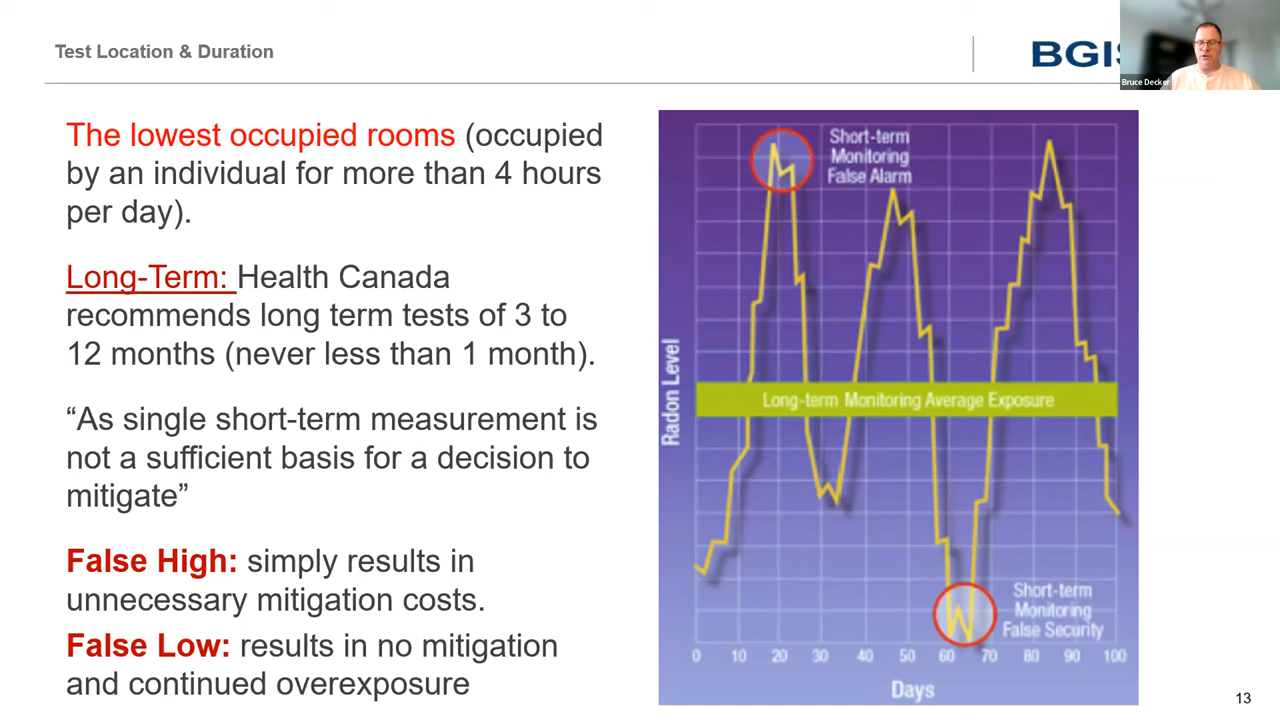 Test Location & Duration
BGIS
Bruce Decker
The lowest occupied rooms (occupied
by an individual for more than 4 hours
per day).
Long-Term: Health Canada
recommends long term tests of 3 to
12 months (never less than 1 month).
“As single short-term measurement is
not a sufficient basis for a decision to
mitigate”
False High: simply results in
unnecessary mitigation costs.
False Low: results in no mitigation
and continued overexposure
Short-term
Monitoring
False Alarm
Radon Level
Long-term Monitoring Average Exposure
Short-term
Monitoring
False Security
0 10 20 30 40 50 60 70 80 90 100
Days
13